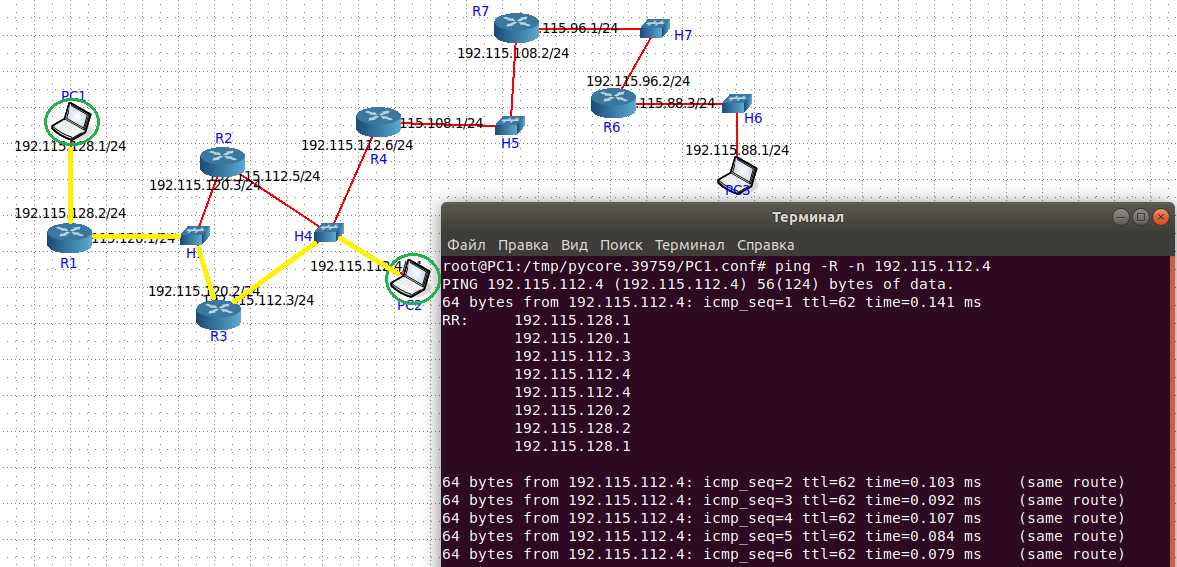 R7
.115.96.1/24
H7
192.115.108.2/24
192.115.96.2/24
PC1
.115.88.3/24
R6
H6
115.108.1/24
R2
H5
192.115.128.1/24
192.115.112.6/24
192.115.88.1/24
R4
.115.112.5/24
192.115.120.3/24
PC3
192.115.128.2/24
H4
R1
192.115.120.2/24
.115.112.3/24
PC2
R3
Терминал
Файл Правка Вид Поиск Терминал Справка
root@PC1:/tmp/pycore.39759/PC1.conf# ping -R -n 192.115.112.4
PING 192.115.112.4 (192.115.112.4) 56(124) bytes of data.
64 bytes from 192.115.112.4: icmp_seq=1 ttl=62 time=0.141 ms
RR: 192.115.128.1
192.115.120.1
192.115.112.3
192.115.112.4
192.115.112.4
192.115.120.2
192.115.128.2
192.115.128.1
64 bytes from 192.115.112.4: icmp_seq=2 ttl=62 time=0.103 ms (same route)
64 bytes from 192.115.112.4: icmp_seq=3 ttl=62 time=0.092 ms (same route)
64 bytes from 192.115.112.4: icmp_seq=4 ttl=62 time=0.107 ms (same route)
64 bytes from 192.115.112.4: icmp_seq=5 ttl=62 time=0.084 ms (same route)
64 bytes from 192.115.112.4: icmp_seq=6 ttl=62 time=0.079 ms (same route)